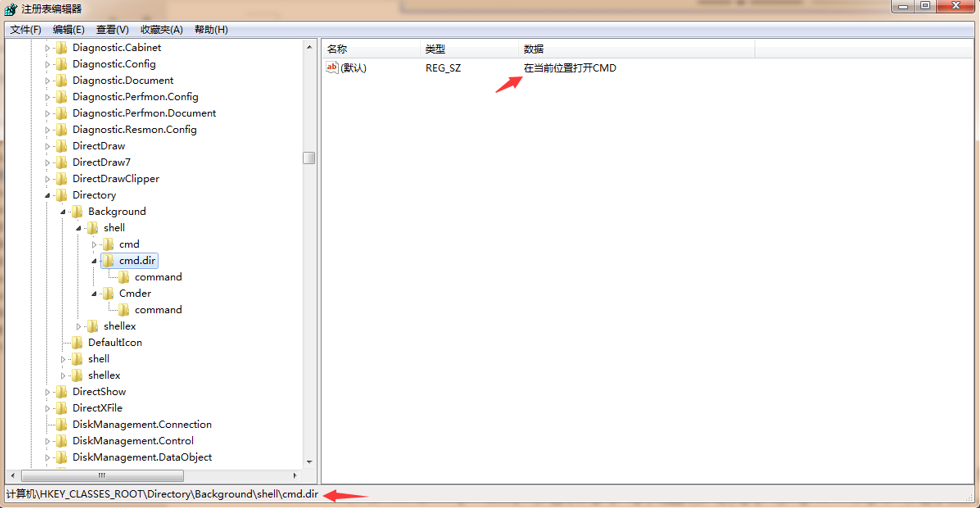 注册表编辑器
文件(F) 编辑(E) 查看(V) 收藏夹(A) 帮助(H)
Diagnostic.Cabinet
Diagnostic.Config
Diagnostic.Document
Diagnostic.Perfmon.Config
Diagnostic.Perfmon.Document
Diagnostic.Resmon.Config
DirectDraw
DirectDraw7
DirectDrawClipper
Directory
Background
shell
cmd
cmd.dir
command
Cmder
command
shellex
DefaultIcon
shell
shellex
DirectShow
DirectXFile
DiskManagement.Connection
DiskManagement.Control
DiskManagement.DataObject
名称 类型 数据
ab (默认) REG_SZ 在当前位置打开CMD
计算机\HKEY_CLASSES_ROOT\Directory\Background\shell\cmd.dir